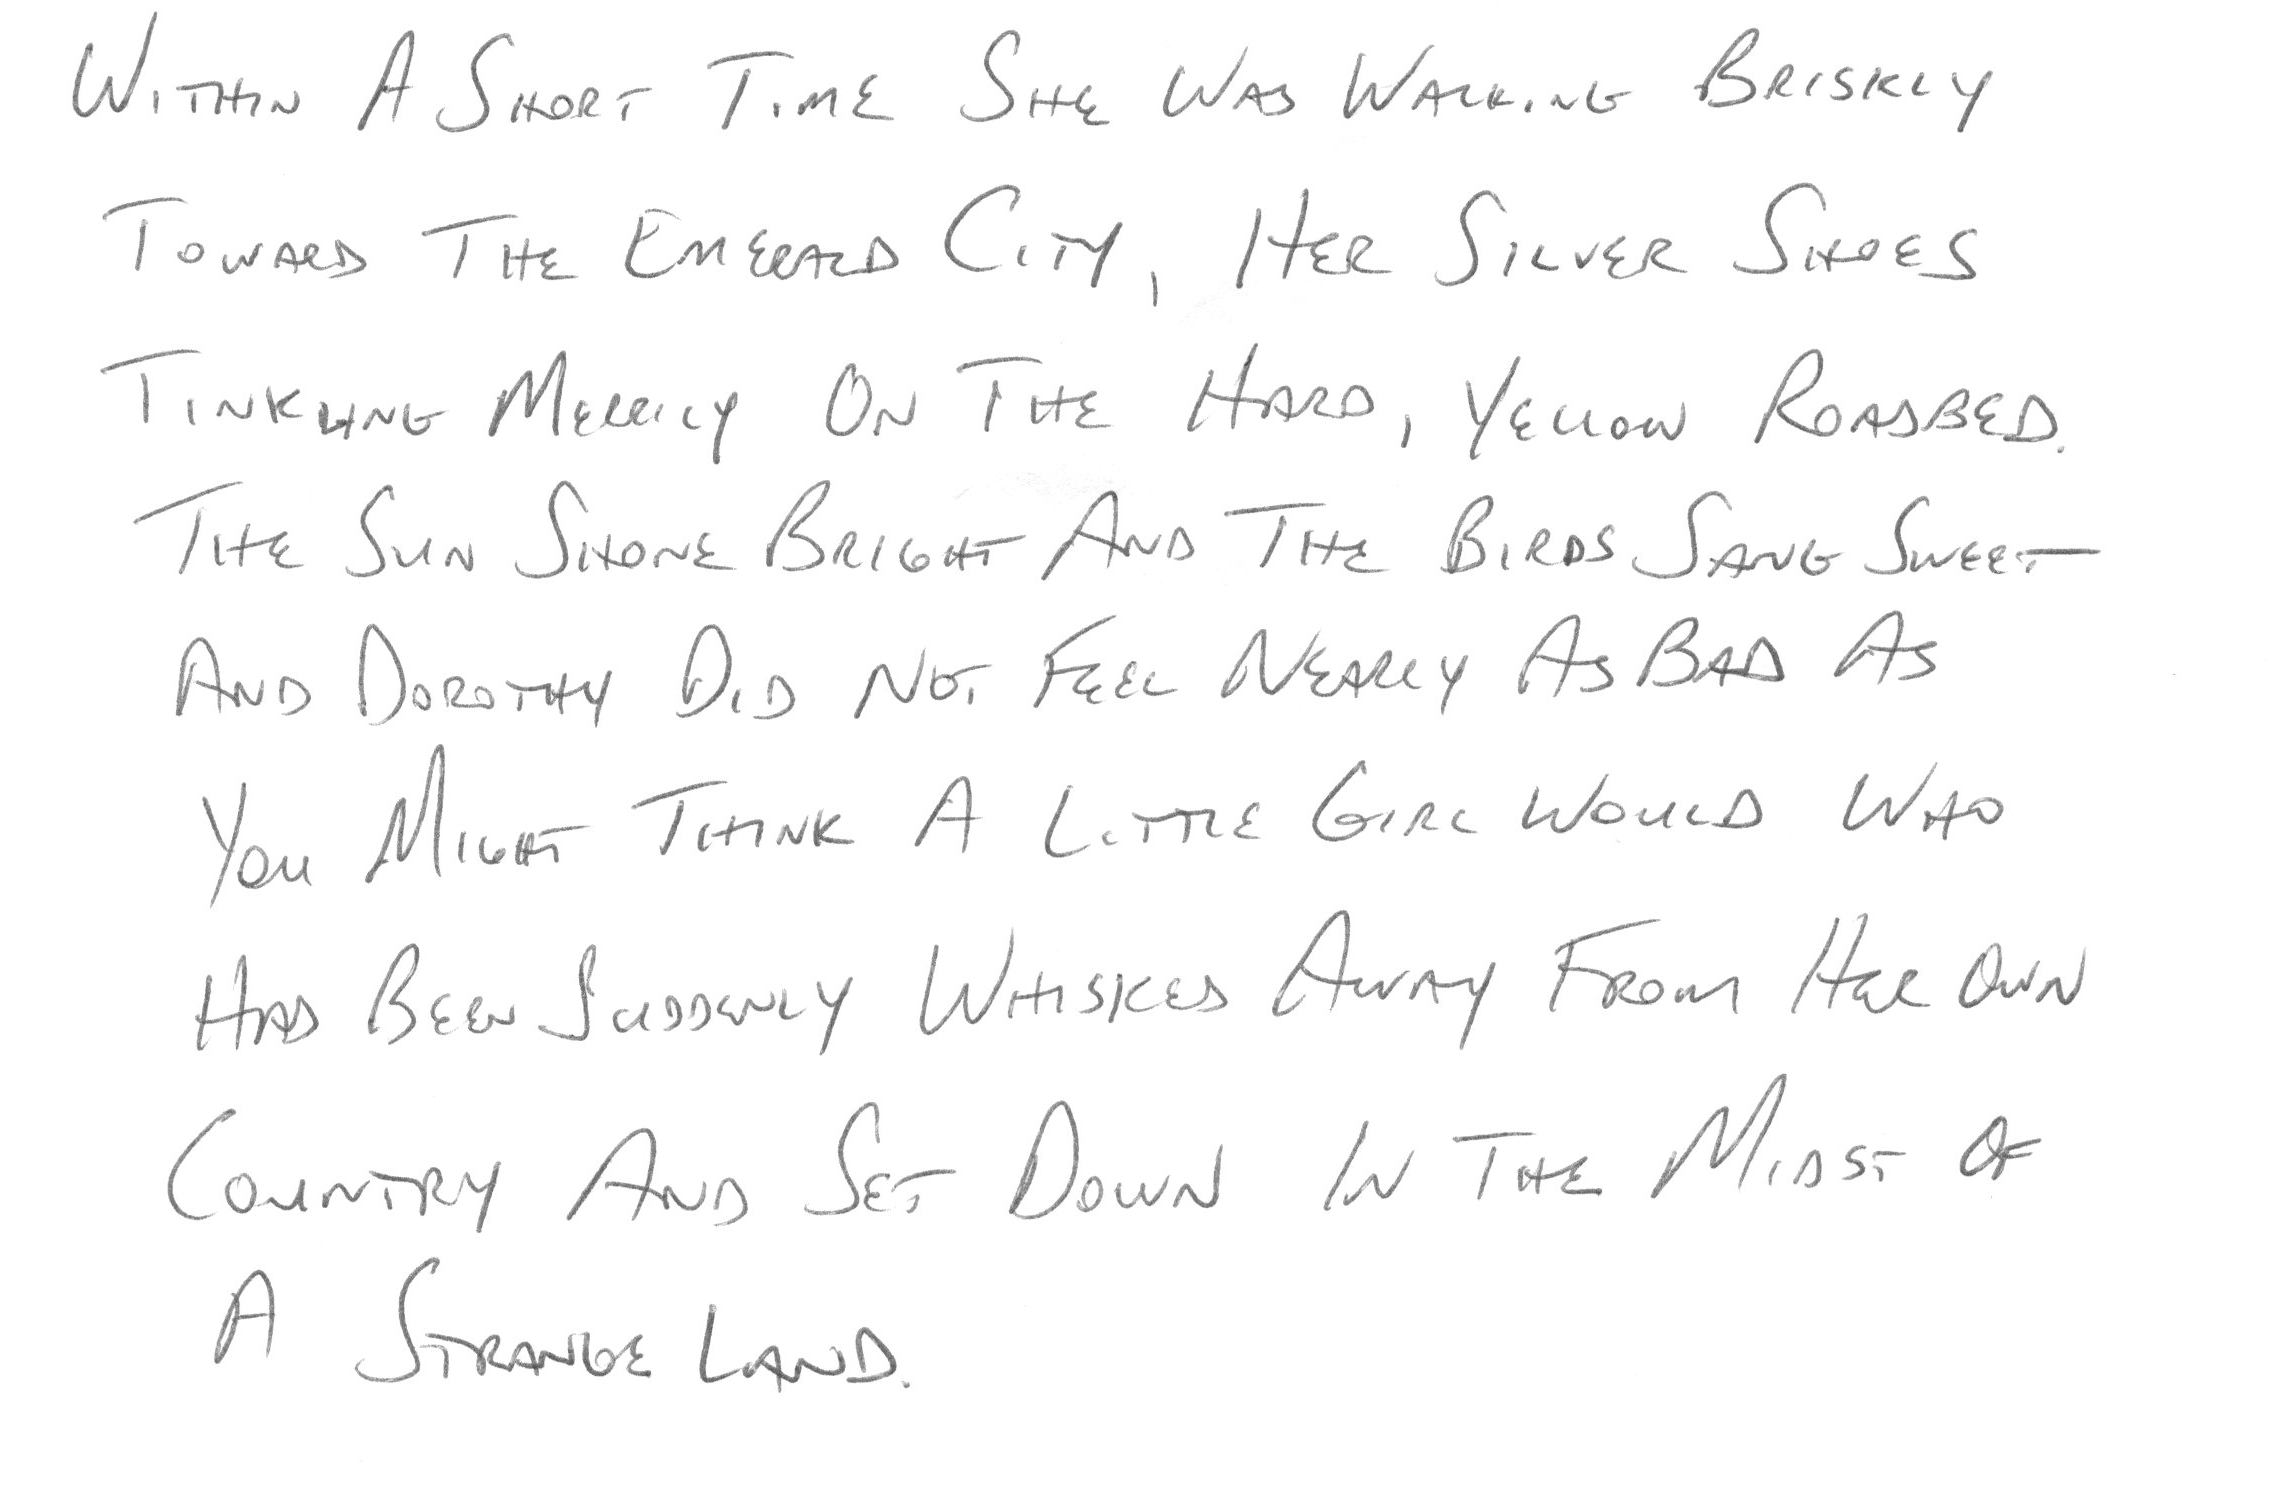 Within A Short Time She Was Walking Briskly
Toward The Emerald City, Her Silver Shoes
Tinkling Merrily On The Hard, Yellow Roadbed.
The Sun Shone Bright And The Birds Sang Sweet
And Dorothy Did Not Feel Nearly As Bad As
You Might Think A Little Girl Would Who
Had Been Suddenly Whisked Away From Her Own
Country And Set Down In The Midst Of
A Strange Land.